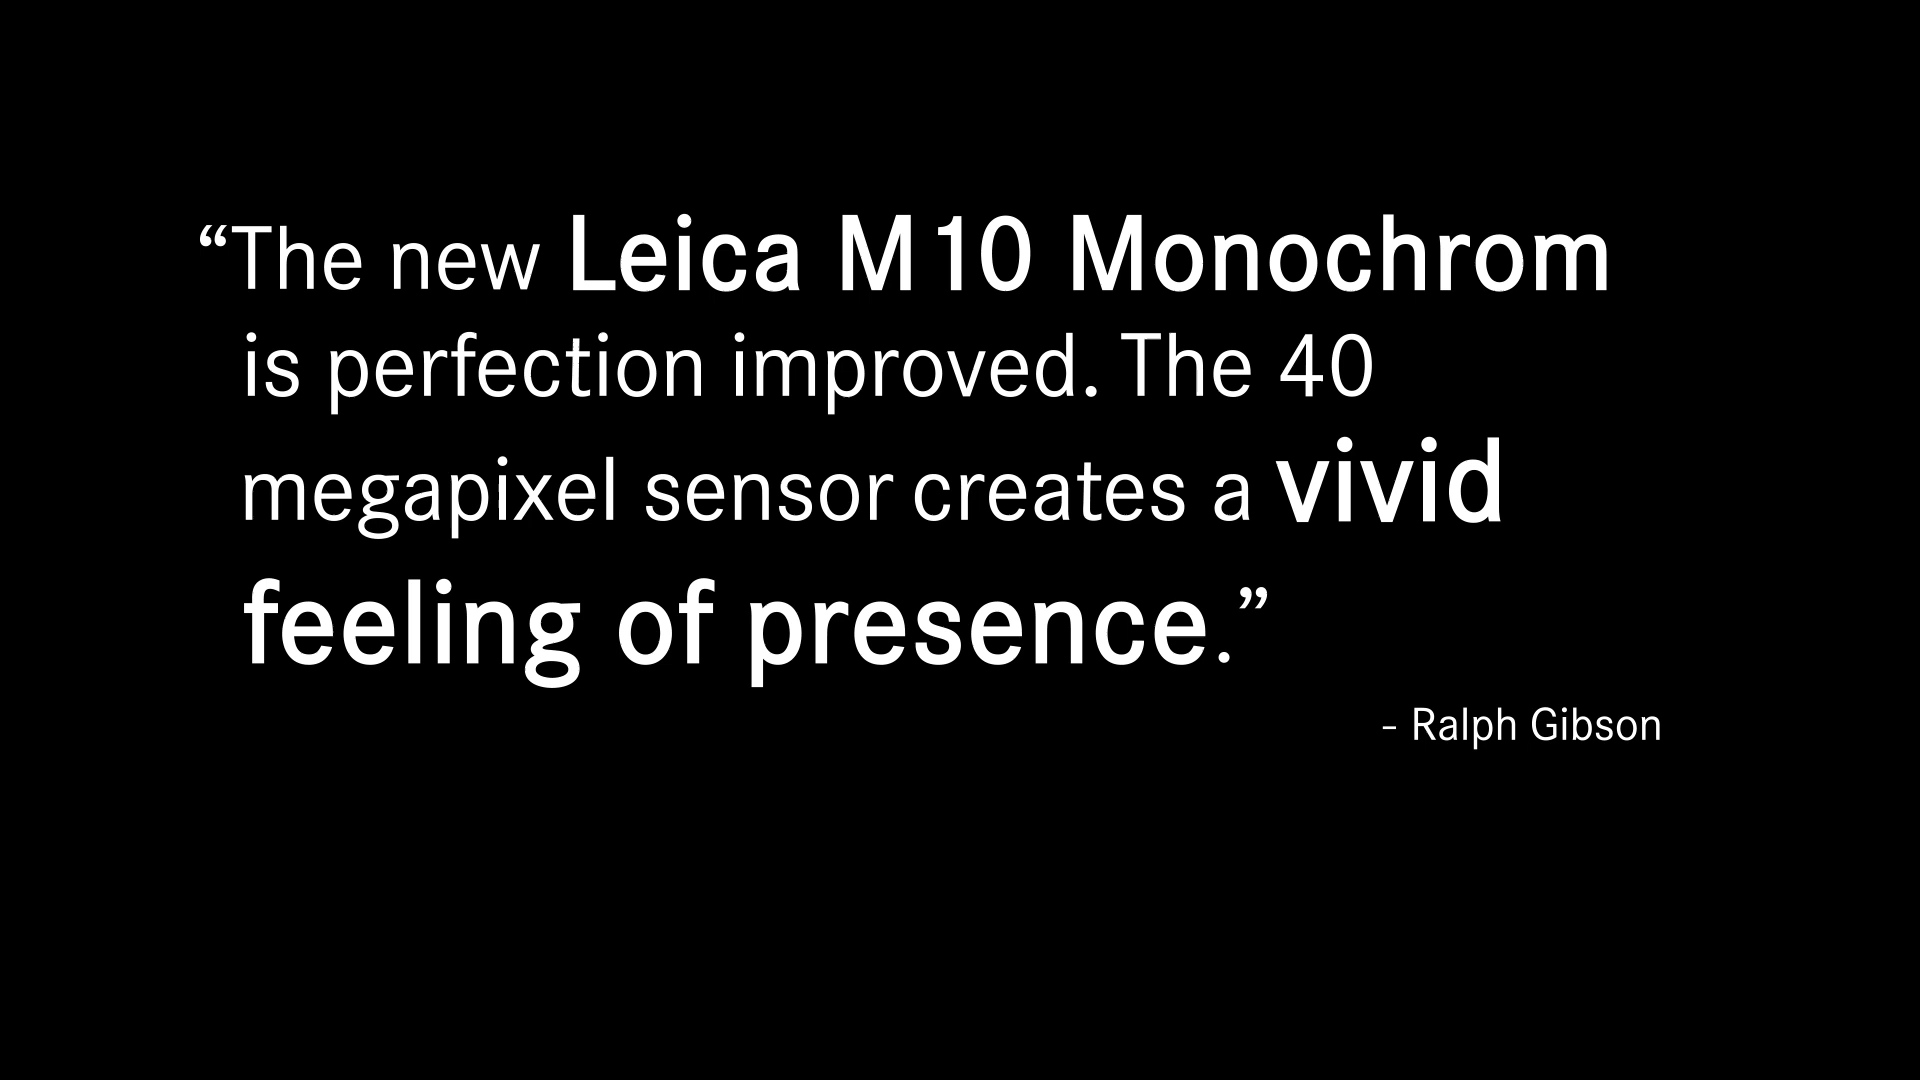 “The new Leica M10 Monochrom
is perfection improved. The 40
megapixel sensor creates a vivid
feeling of presence.”
– Ralph Gibson